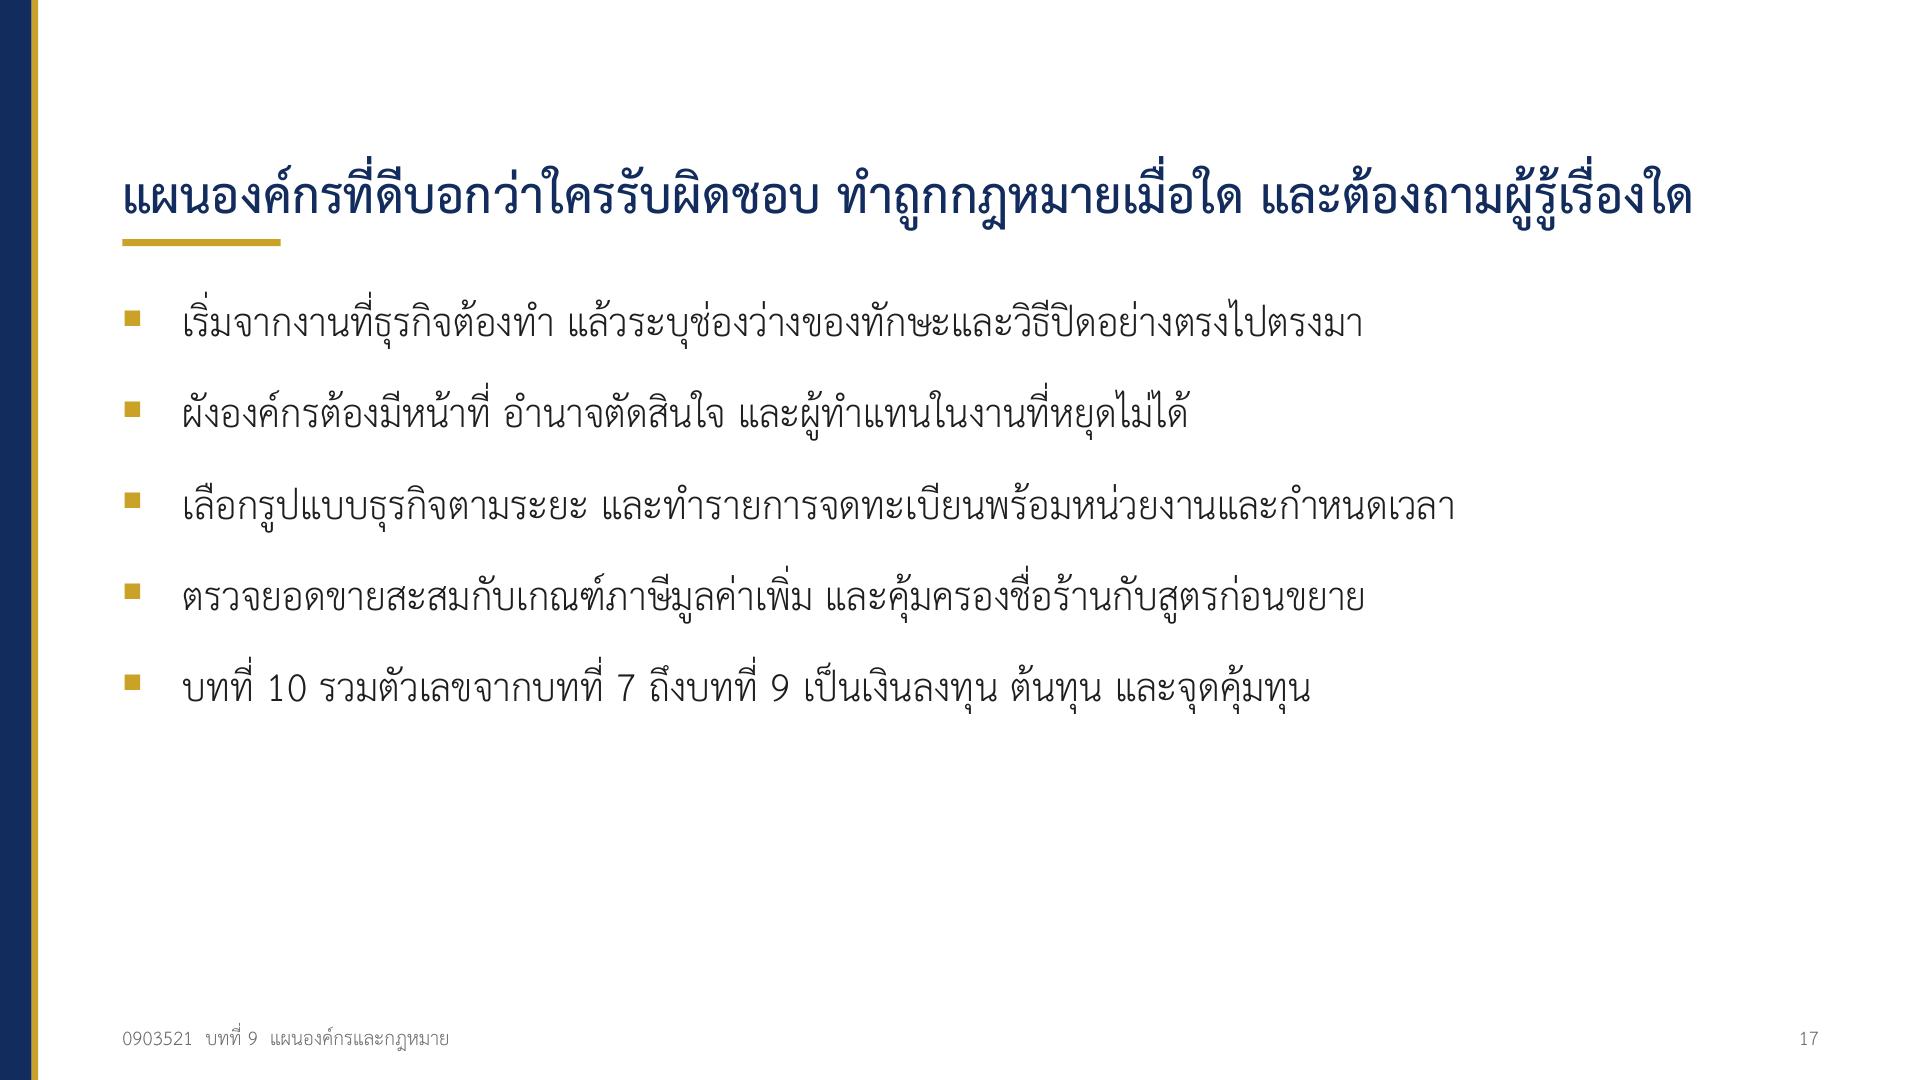 แผนองค์กรที่ดีบอกว่าใครรับผิดชอบ ทำถูกกฎหมายเมื่อใด และต้องถามผู้รู้เรื่องใด
เริ่มจากงานที่ธุรกิจต้องทำ แล้วระบุช่องว่างของทักษะและวิธีปิดอย่างตรงไปตรงมา
ผังองค์กรต้องมีหน้าที่ อำนาจตัดสินใจ และผู้ทำแทนในงานที่หยุดไม่ได้
เลือกรูปแบบธุรกิจตามระยะ และทำรายการจดทะเบียนพร้อมหน่วยงานและกำหนดเวลา
ตรวจยอดขายสะสมกับเกณฑ์ภาษีมูลค่าเพิ่ม และคุ้มครองชื่อร้านกับสูตรก่อนขยาย
บทที่ 10 รวมตัวเลขจากบทที่ 7 ถึงบทที่ 9 เป็นเงินลงทุน ต้นทุน และจุดคุ้มทุน
0903521 บทที่ 9 แผนองค์กรและกฎหมาย
17